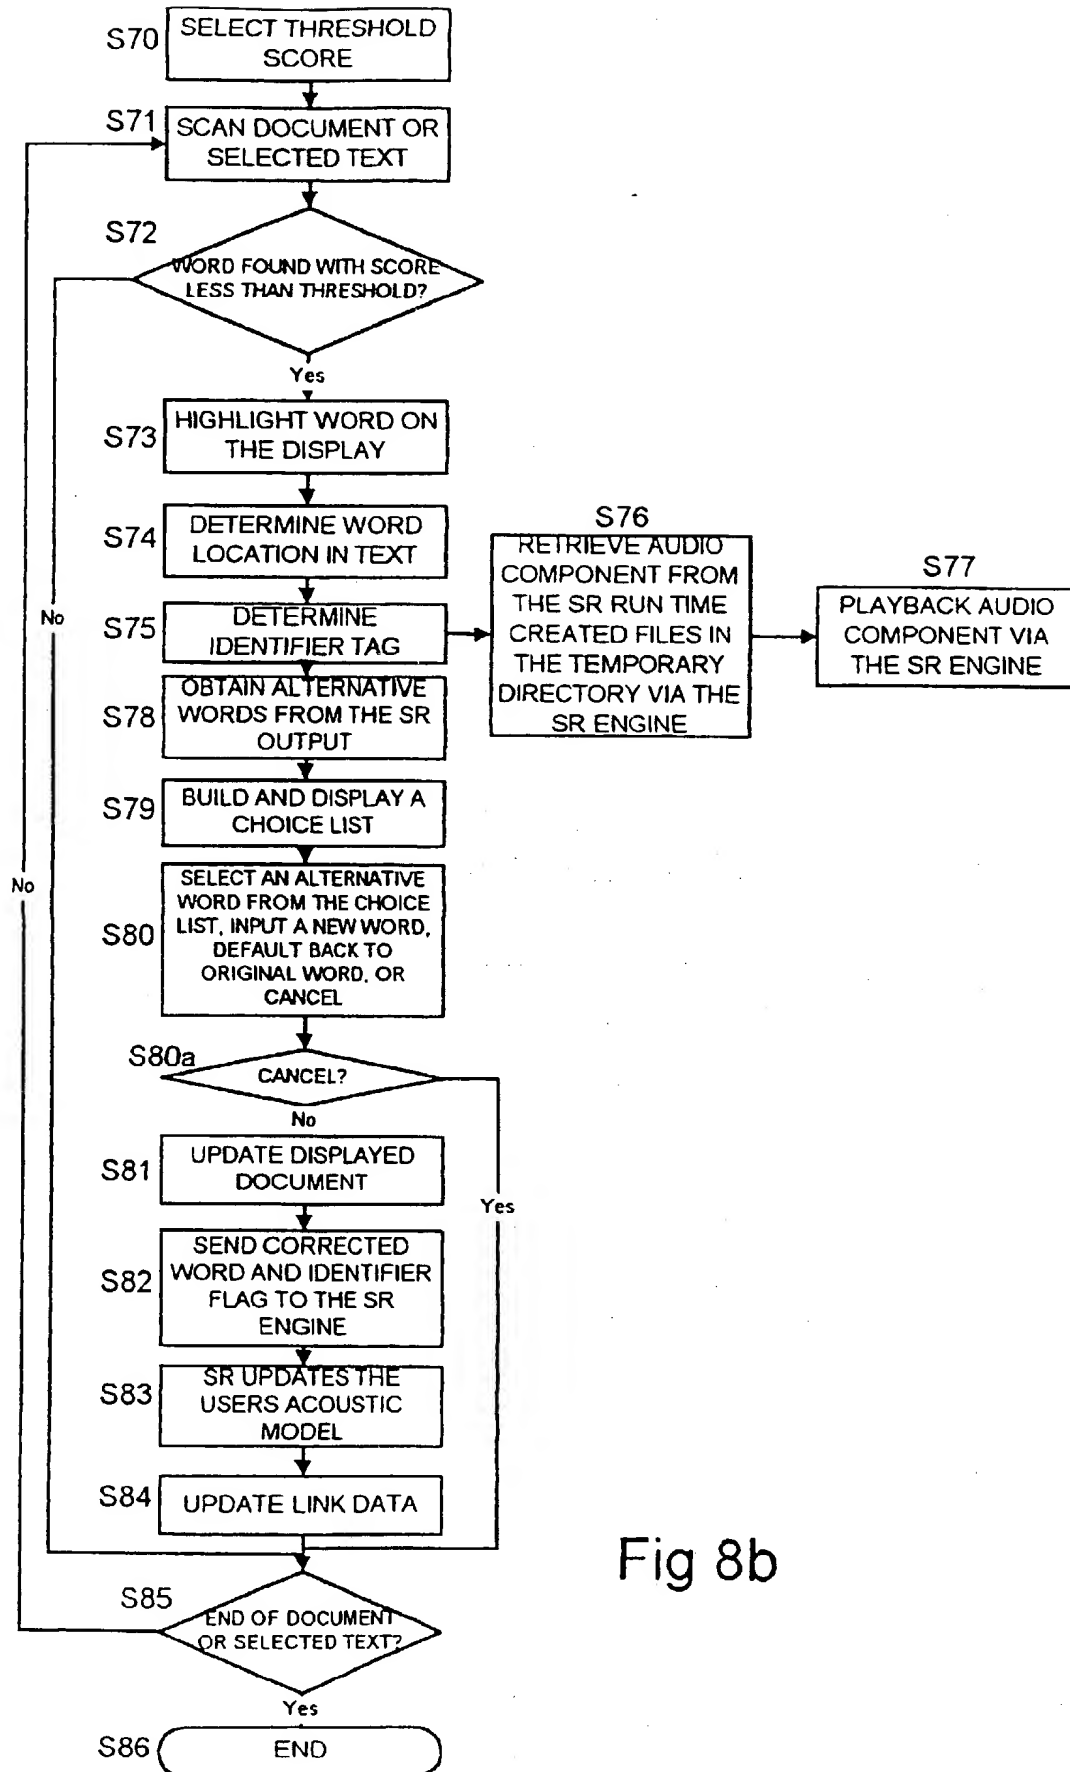 S70
SELECT THRESHOLD
SCORE
S71
SCAN DOCUMENT OR
SELECTED TEXT
S72
WORD FOUND WITH SCORE
LESS THAN THRESHOLD?
Yes
S73
HIGHLIGHT WORD ON
THE DISPLAY
S74
DETERMINE WORD
LOCATION IN TEXT
No
S75
DETERMINE
IDENTIFIER TAG
S76
RETRIEVE AUDIO
COMPONENT FROM
THE SR RUN TIME
CREATED FILES IN
THE TEMPORARY
DIRECTORY VIA THE
SR ENGINE
S77
PLAYBACK AUDIO
COMPONENT VIA
THE SR ENGINE
S78
OBTAIN ALTERNATIVE
WORDS FROM THE SR
OUTPUT
S79
BUILD AND DISPLAY A
CHOICE LIST
No
S80
SELECT AN ALTERNATIVE
WORD FROM THE CHOICE
LIST, INPUT A NEW WORD,
DEFAULT BACK TO
ORIGINAL WORD, OR
CANCEL
S80a
CANCEL?
No
S81
UPDATE DISPLAYED
DOCUMENT
Yes
S82
SEND CORRECTED
WORD AND IDENTIFIER
FLAG TO THE SR
ENGINE
S83
SR UPDATES THE
USERS ACOUSTIC
MODEL
S84
UPDATE LINK DATA
Fig 8b
S85
END OF DOCUMENT
OR SELECTED TEXT?
Yes
S86
END